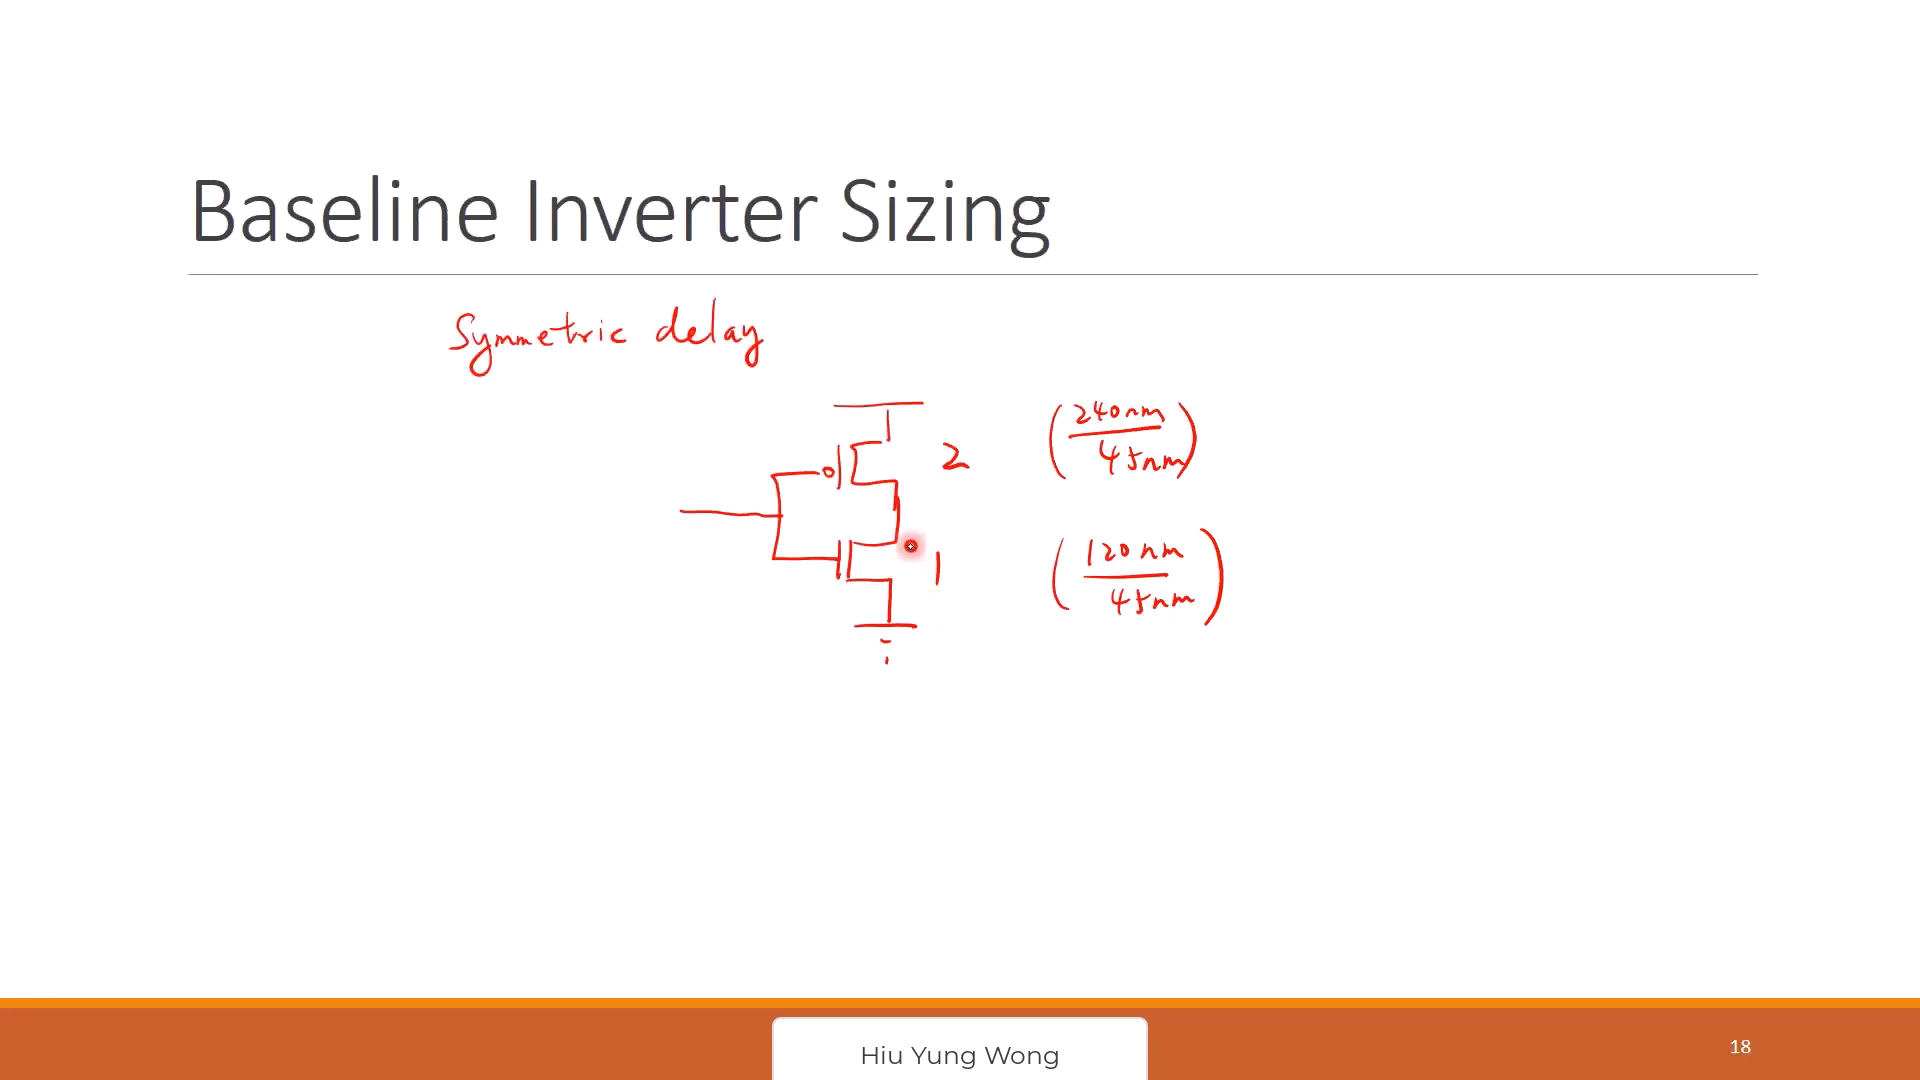 Baseline Inverter Sizing
Symmetric delay
2
(240nm/45nm)
1
(120nm/45nm)
Hiu Yung Wong
18